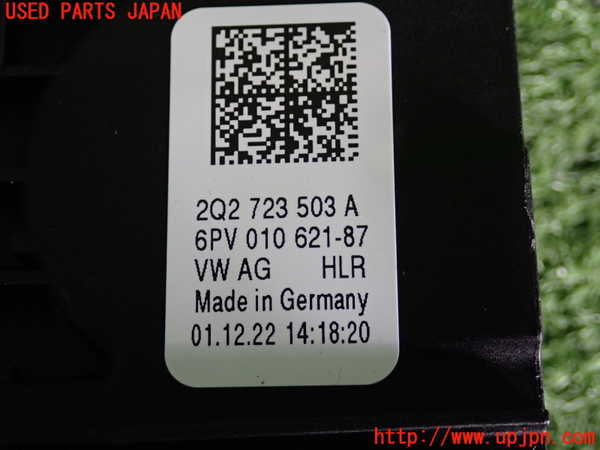 USED PARTS JAPAN
2Q2 723 503 A
6PV 010 621-87
VW AG HLR
Made in Germany
01.12.22 14:18:20
http://www.upjpn.com/